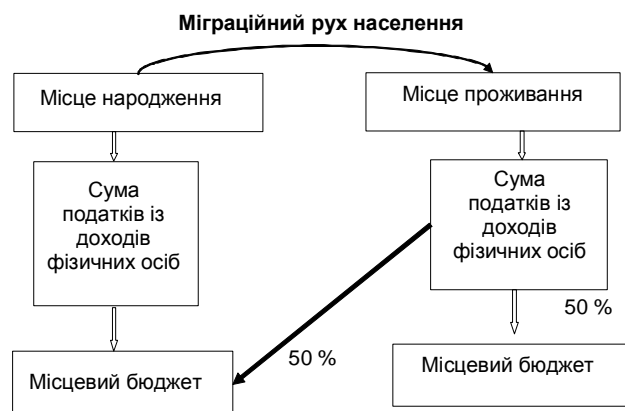 Міграційний рух населення
Місце народження
Місце проживання
Сума
податків із
доходів
фізичних осіб
Сума
податків із
доходів
фізичних осіб
50 %
50 %
Місцевий бюджет
Місцевий бюджет